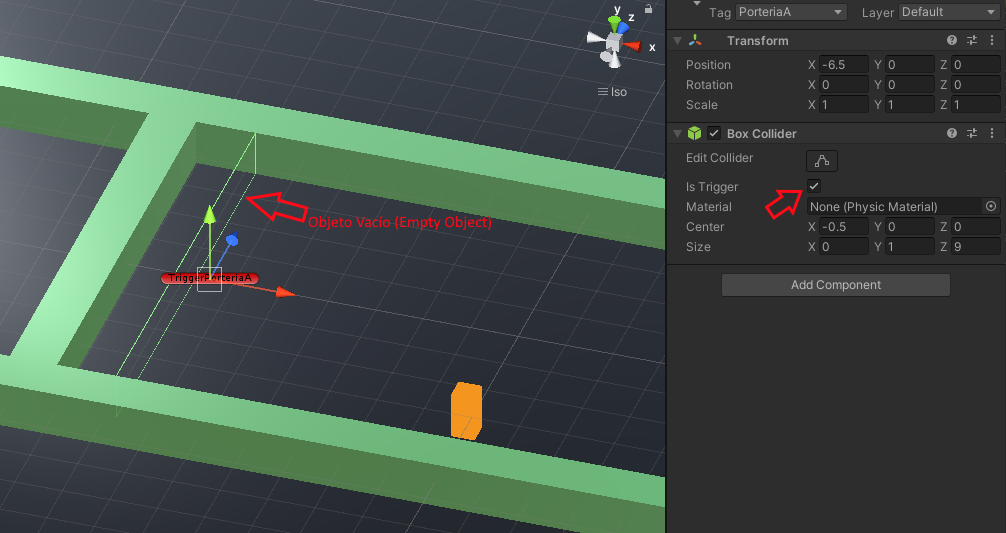 Tag PorteriaA Layer Default
Transform
Position X -6.5 Y 0 Z 0
Rotation X 0 Y 0 Z 0
Scale X 1 Y 1 Z 1
Box Collider
Edit Collider
Is Trigger
Material None (Physic Material)
Center X -0.5 Y 0 Z 0
Size X 0 Y 1 Z 9
Add Component
y
z
x
Iso
Objeto Vacío (Empty Object)
TriggerPorteriaA